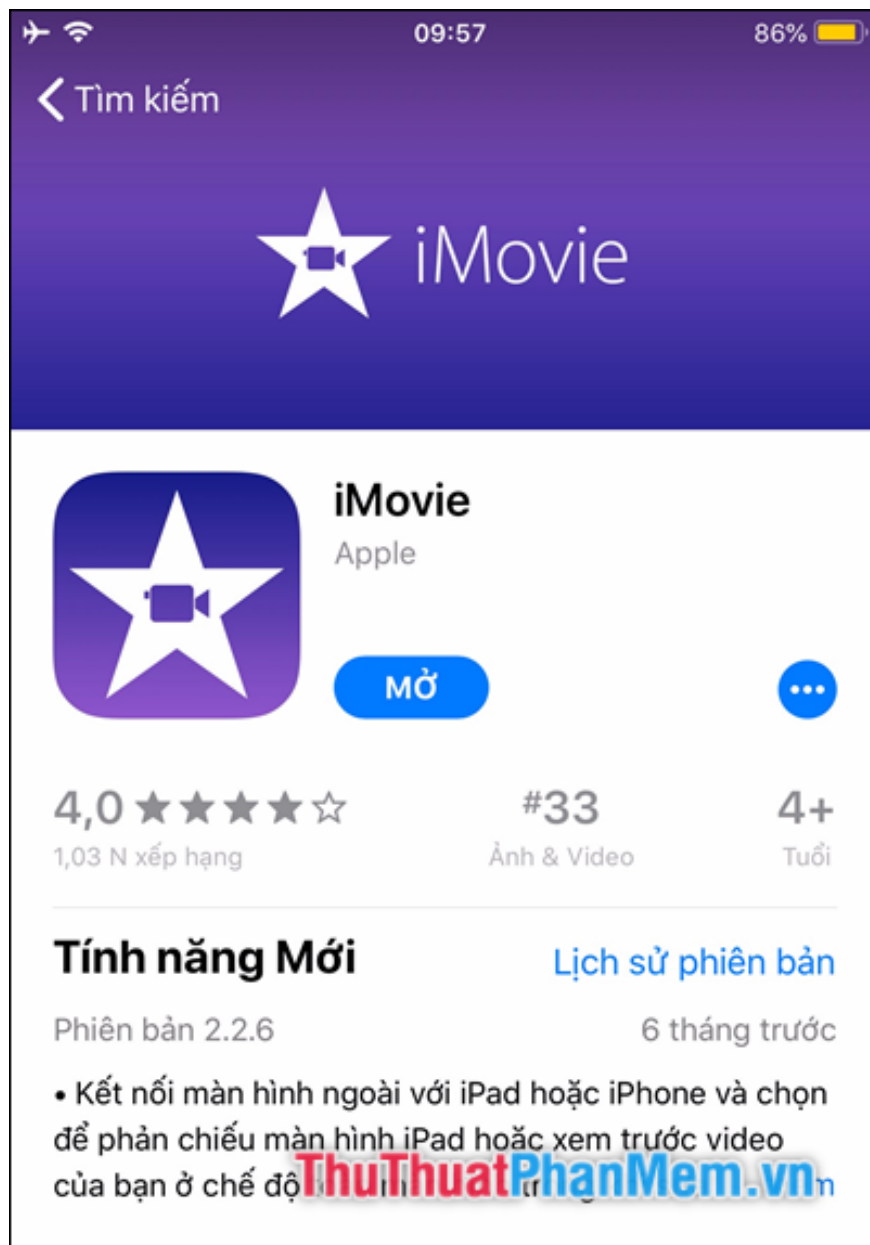 09:57
86%
Tìm kiếm
iMovie
iMovie
Apple
MỞ
4,0
#33
4+
1,03 N xếp hạng
Ảnh & Video
Tuổi
Tính năng Mới
Lịch sử phiên bản
Phiên bản 2.2.6
6 tháng trước
• Kết nối màn hình ngoài với iPad hoặc iPhone và chọn
để phản chiếu màn hình iPad hoặc xem trước video
của bạn ở chế độ
ThuThuatPhanMem.vn